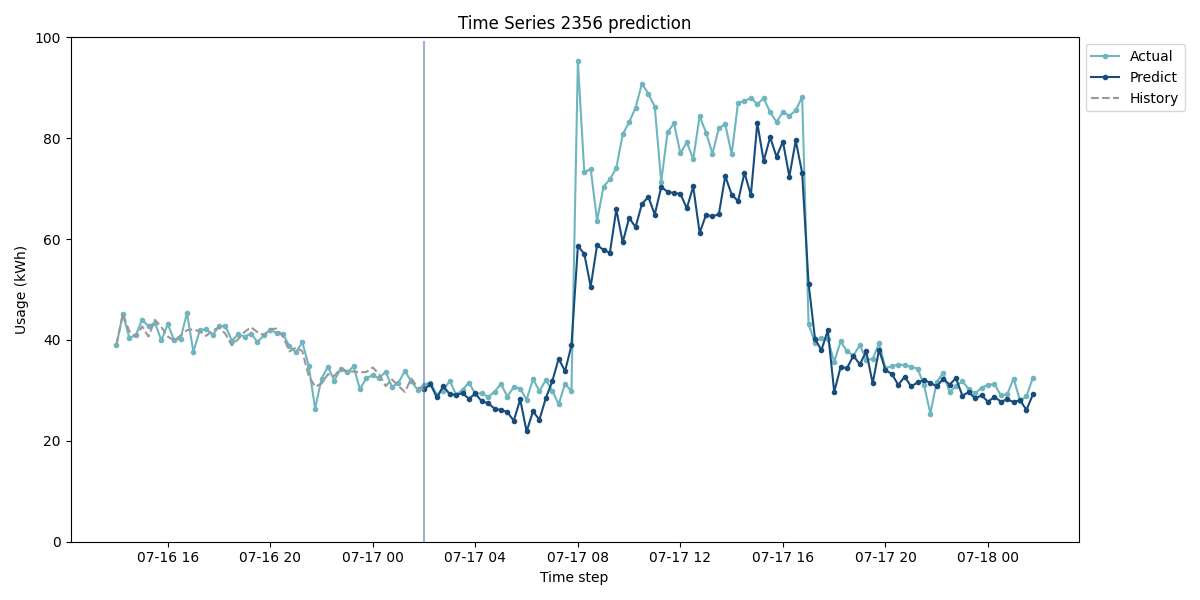 Time Series 2356 prediction
Usage (kWh)
100
80
60
40
20
0
07-16 16
07-16 20
07-17 00
07-17 04
07-17 08
07-17 12
07-17 16
07-17 20
07-18 00
Time step
Actual
Predict
History